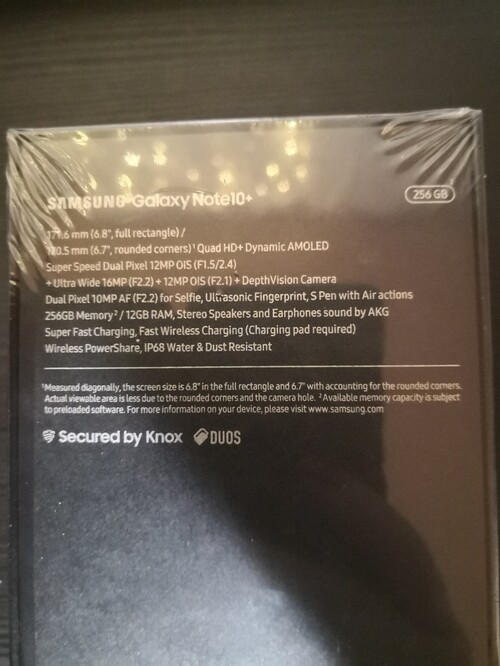 SAMSUNG Galaxy Note10+ 256 GB
171.6 mm (6.8", full rectangle) /
170.5 mm (6.7", rounded corners)¹ Quad HD+ Dynamic AMOLED
Super Speed Dual Pixel 12MP OIS (F1.5/2.4)
+ Ultra Wide 16MP (F2.2) + 12MP OIS (F2.1) + DepthVision Camera
Dual Pixel 10MP AF (F2.2) for Selfie, Ultrasonic Fingerprint, S Pen with Air actions
256GB Memory² / 12GB RAM, Stereo Speakers and Earphones sound by AKG
Super Fast Charging, Fast Wireless Charging (Charging pad required)
Wireless PowerShare, IP68 Water & Dust Resistant
¹Measured diagonally, the screen size is 6.8" in the full rectangle and 6.7" with accounting for the rounded corners.
Actual viewable area is less due to the rounded corners and the camera hole. ²Available memory capacity is subject
to preloaded software. For more information on your device, please visit www.samsung.com
Secured by Knox DUOS